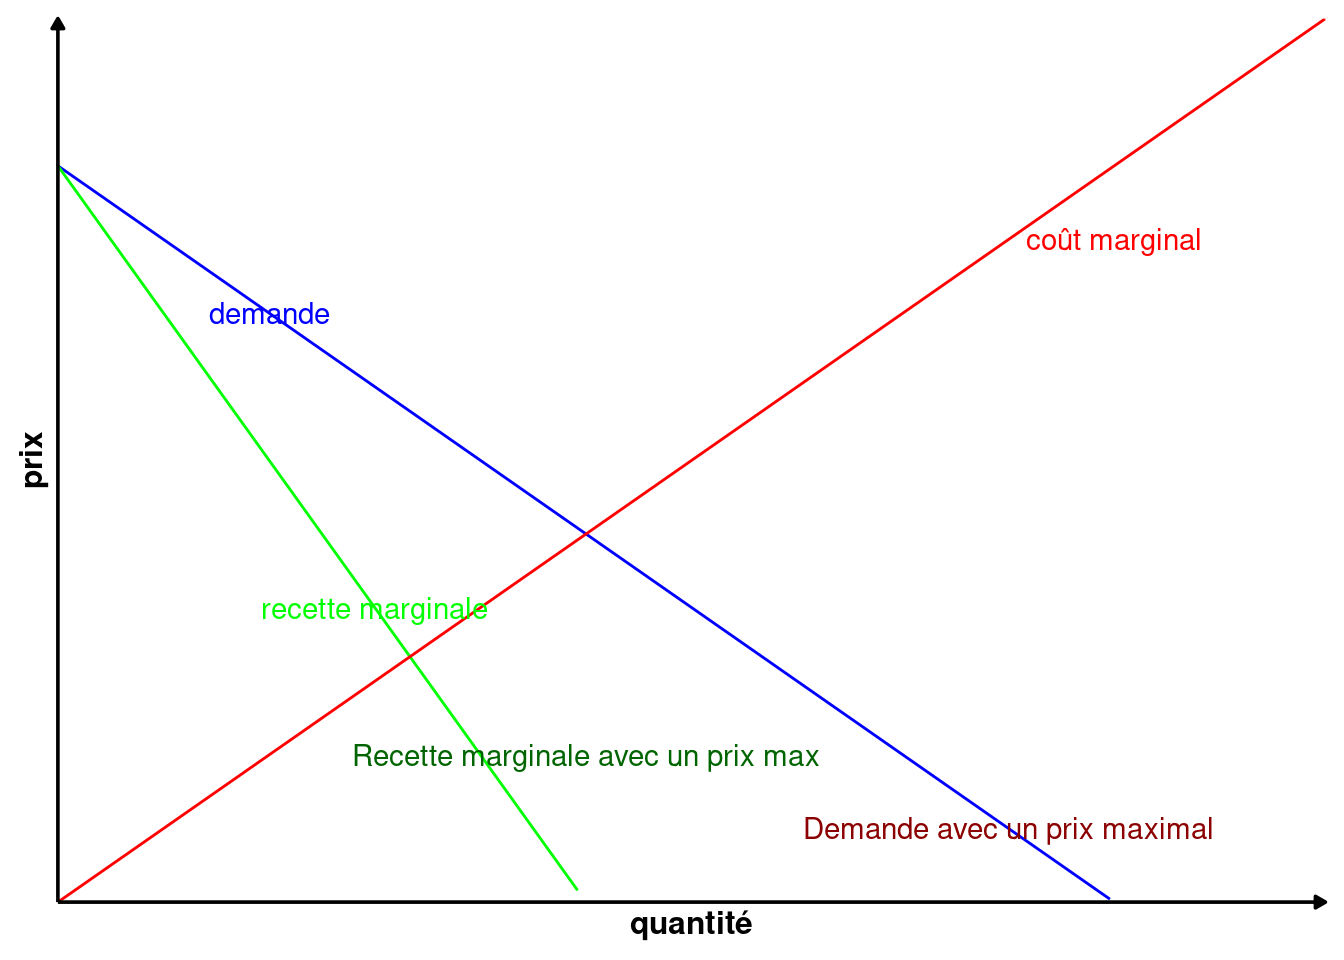 coût marginal
demande
prix
recette marginale
Recette marginale avec un prix max
Demande avec un prix maximal
quantité